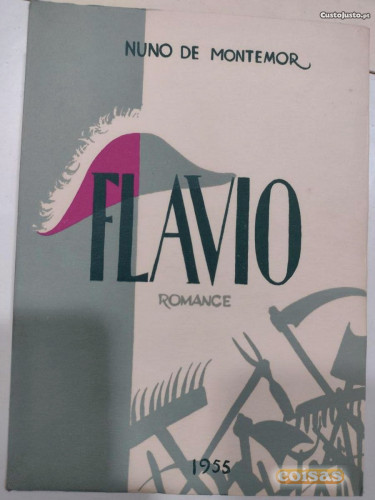 CustoJusto.pt
NUNO DE MONTEMOR
FLAVIO
ROMANCE
1955
coisas